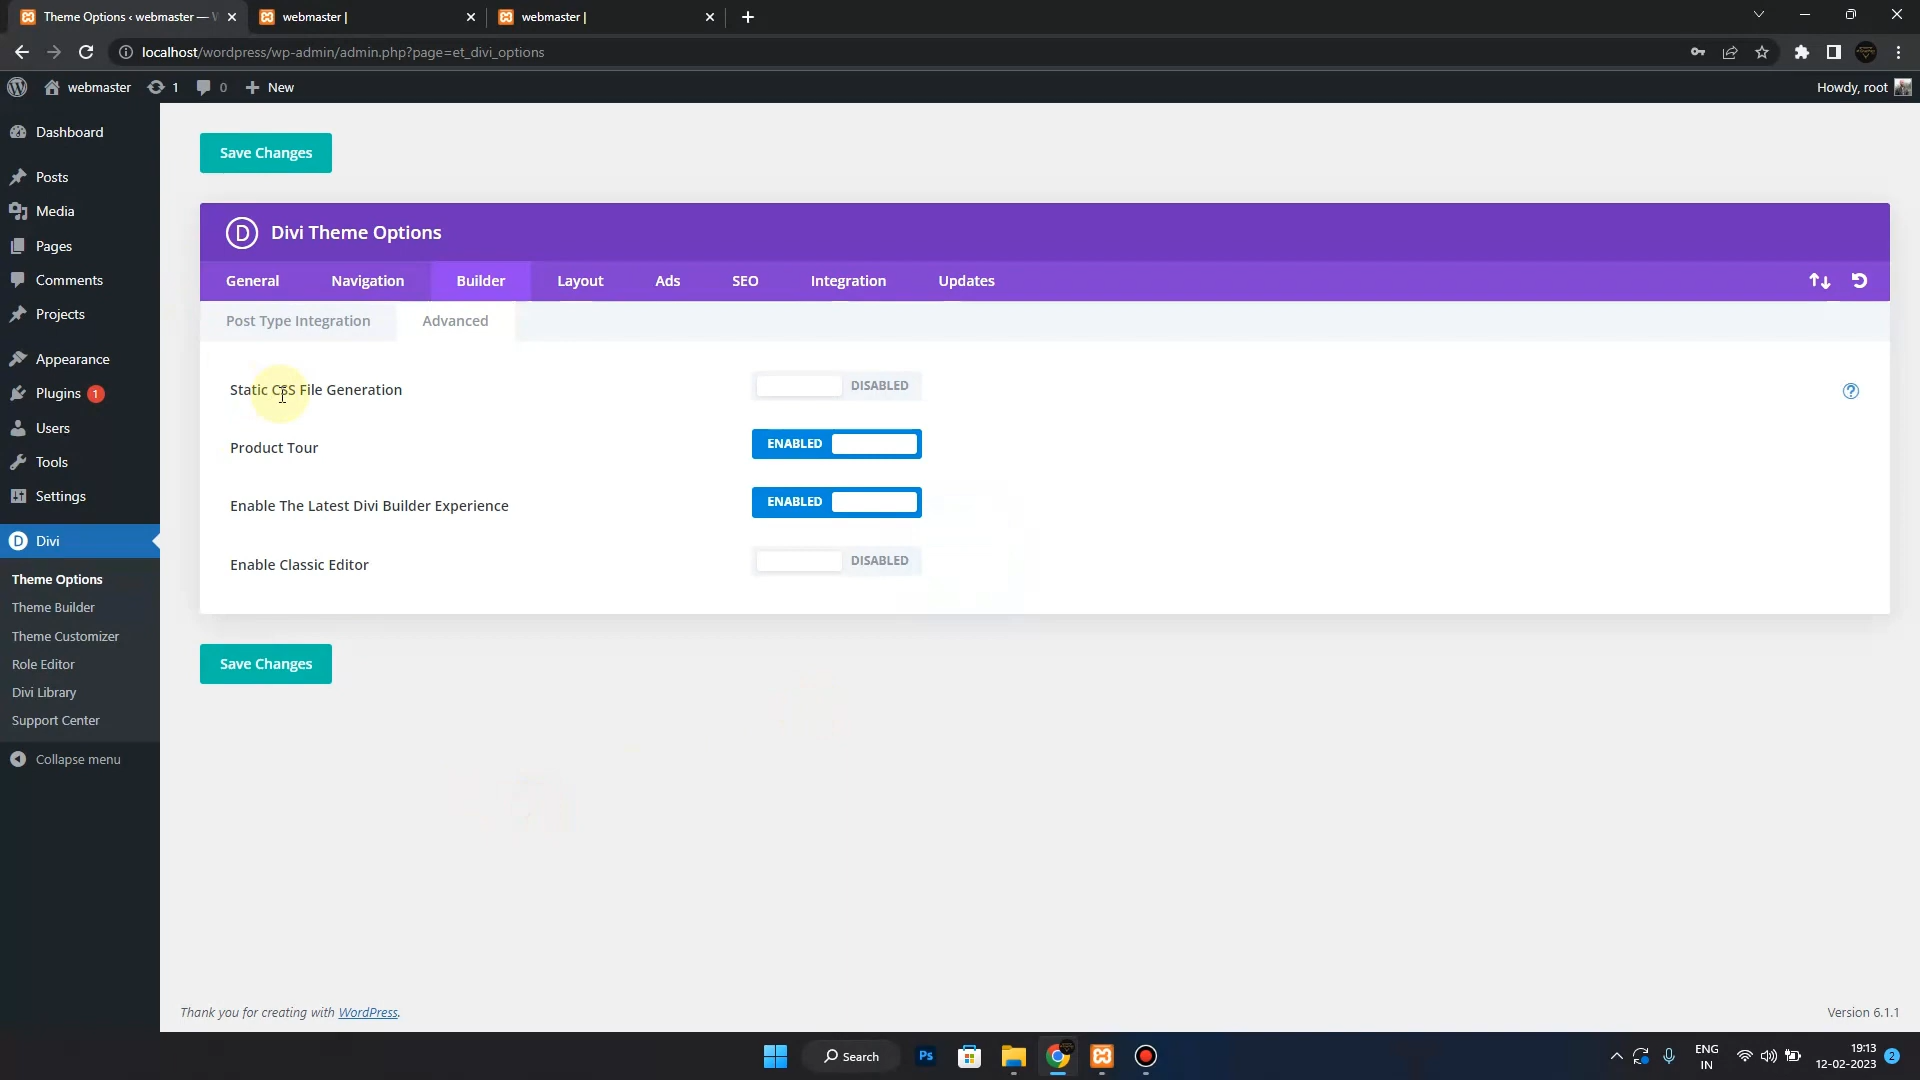 Theme Options ‹ webmaster — W
webmaster |
webmaster |
localhost/wordpress/wp-admin/admin.php?page=et_divi_options
webmaster
1
0
New
Howdy, root
Dashboard
Posts
Media
Pages
Comments
Projects
Appearance
Plugins 1
Users
Tools
Settings
D Divi
Theme Options
Theme Builder
Theme Customizer
Role Editor
Divi Library
Support Center
Collapse menu
Save Changes
D Divi Theme Options
General
Navigation
Builder
Layout
Ads
SEO
Integration
Updates
Post Type Integration
Advanced
Static CSS File Generation
DISABLED
?
Product Tour
ENABLED
Enable The Latest Divi Builder Experience
ENABLED
Enable Classic Editor
DISABLED
Save Changes
Thank you for creating with WordPress.
Version 6.1.1
Search
Ps
ENG
IN
19:13
12-02-2023
2